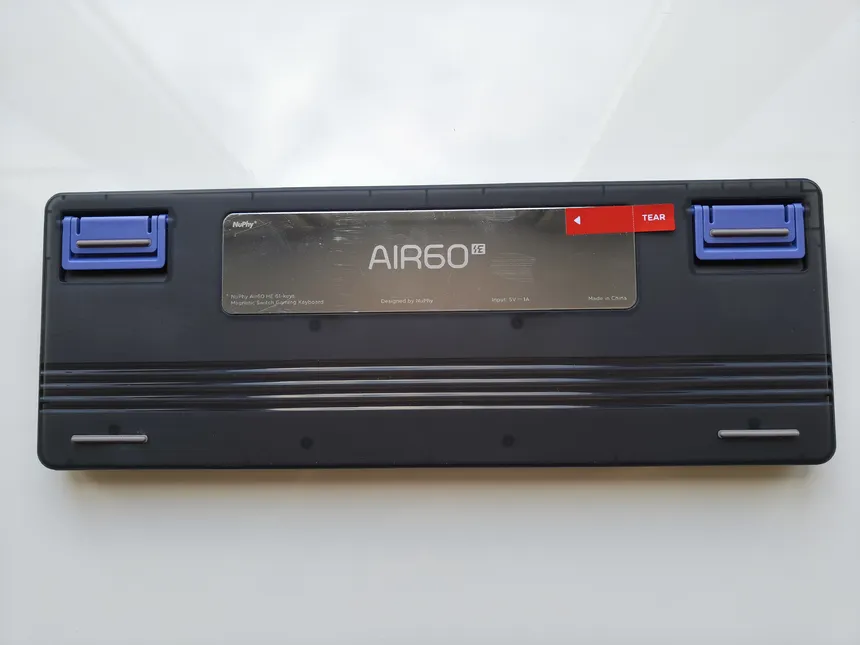 NuPhy®
TEAR
AIR60 HE
NuPhy Air60 HE 61-keys
Magnetic Switch Gaming Keyboard
Designed by NuPhy
Input: 5V⎓1A
Made in China